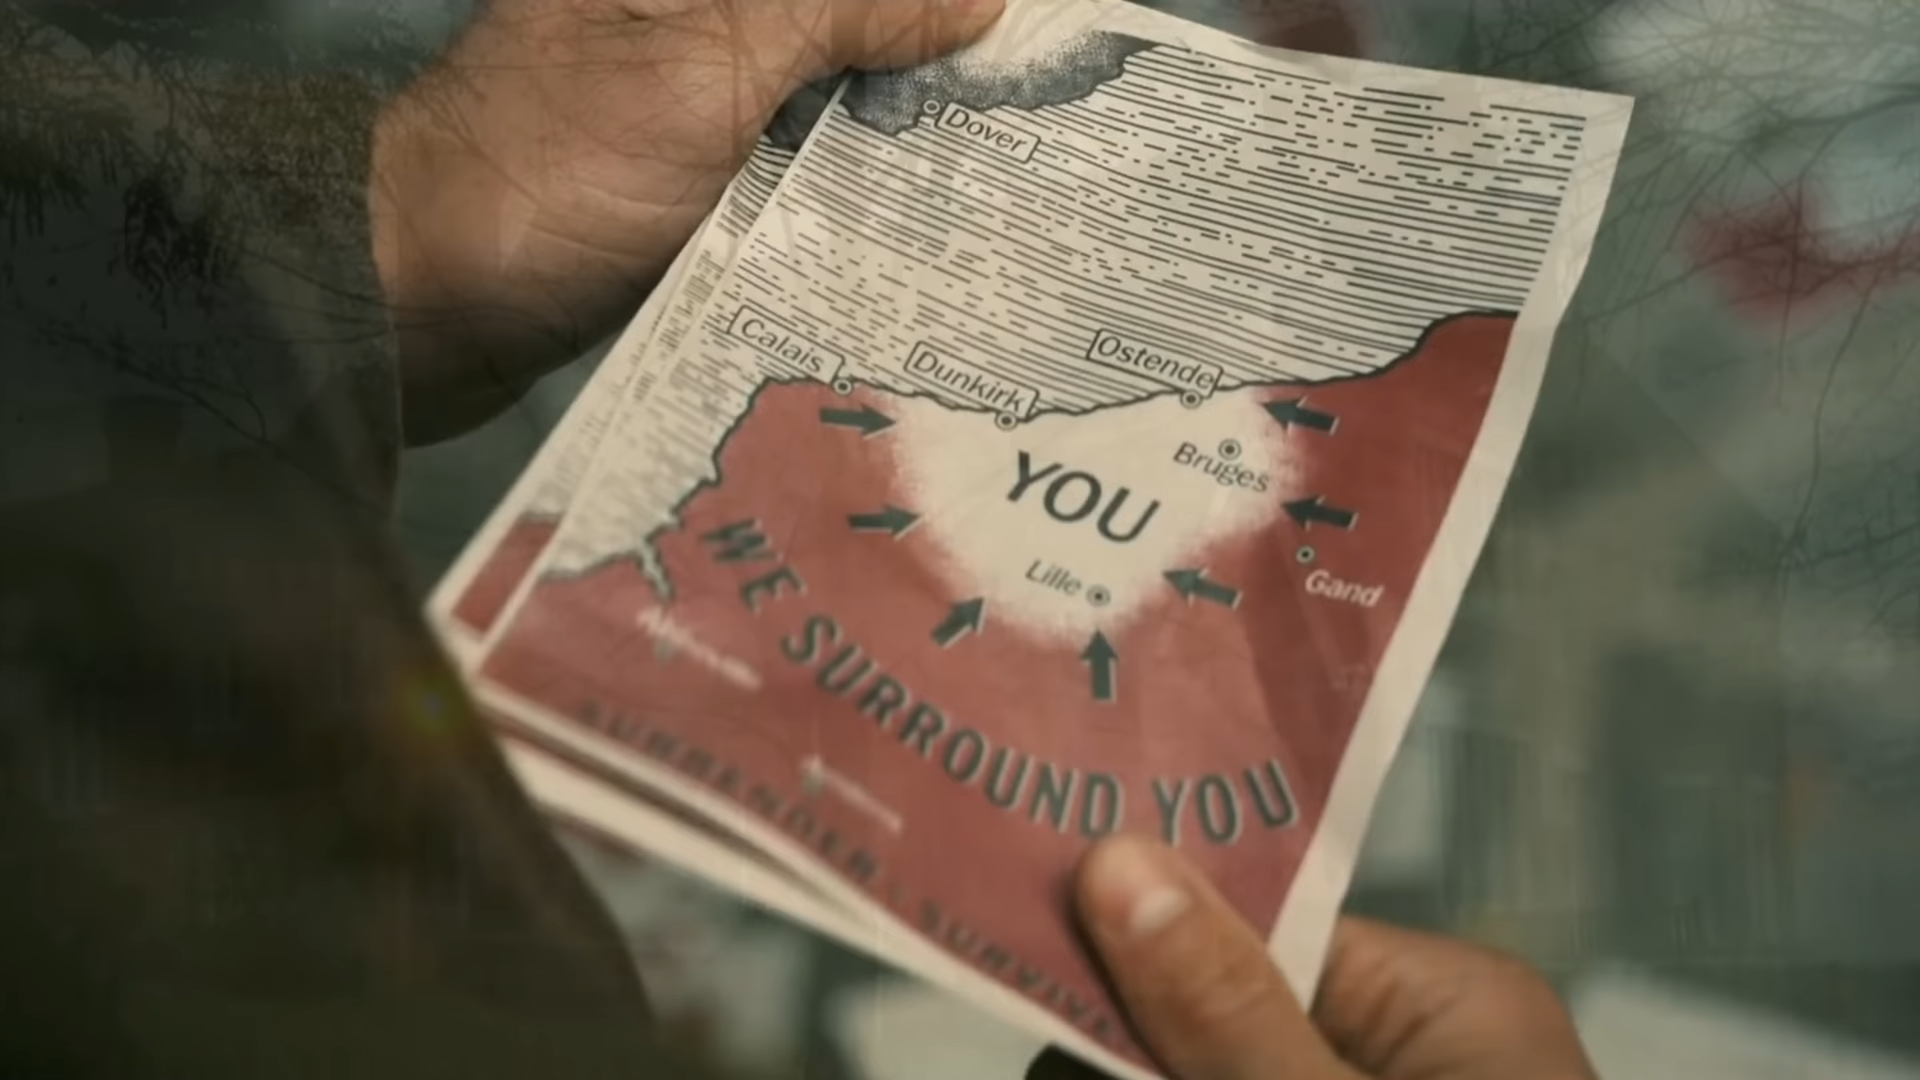 Dover
Calais
Dunkirk
Ostende
Bruges
YOU
Lille
Gand
WE SURROUND YOU